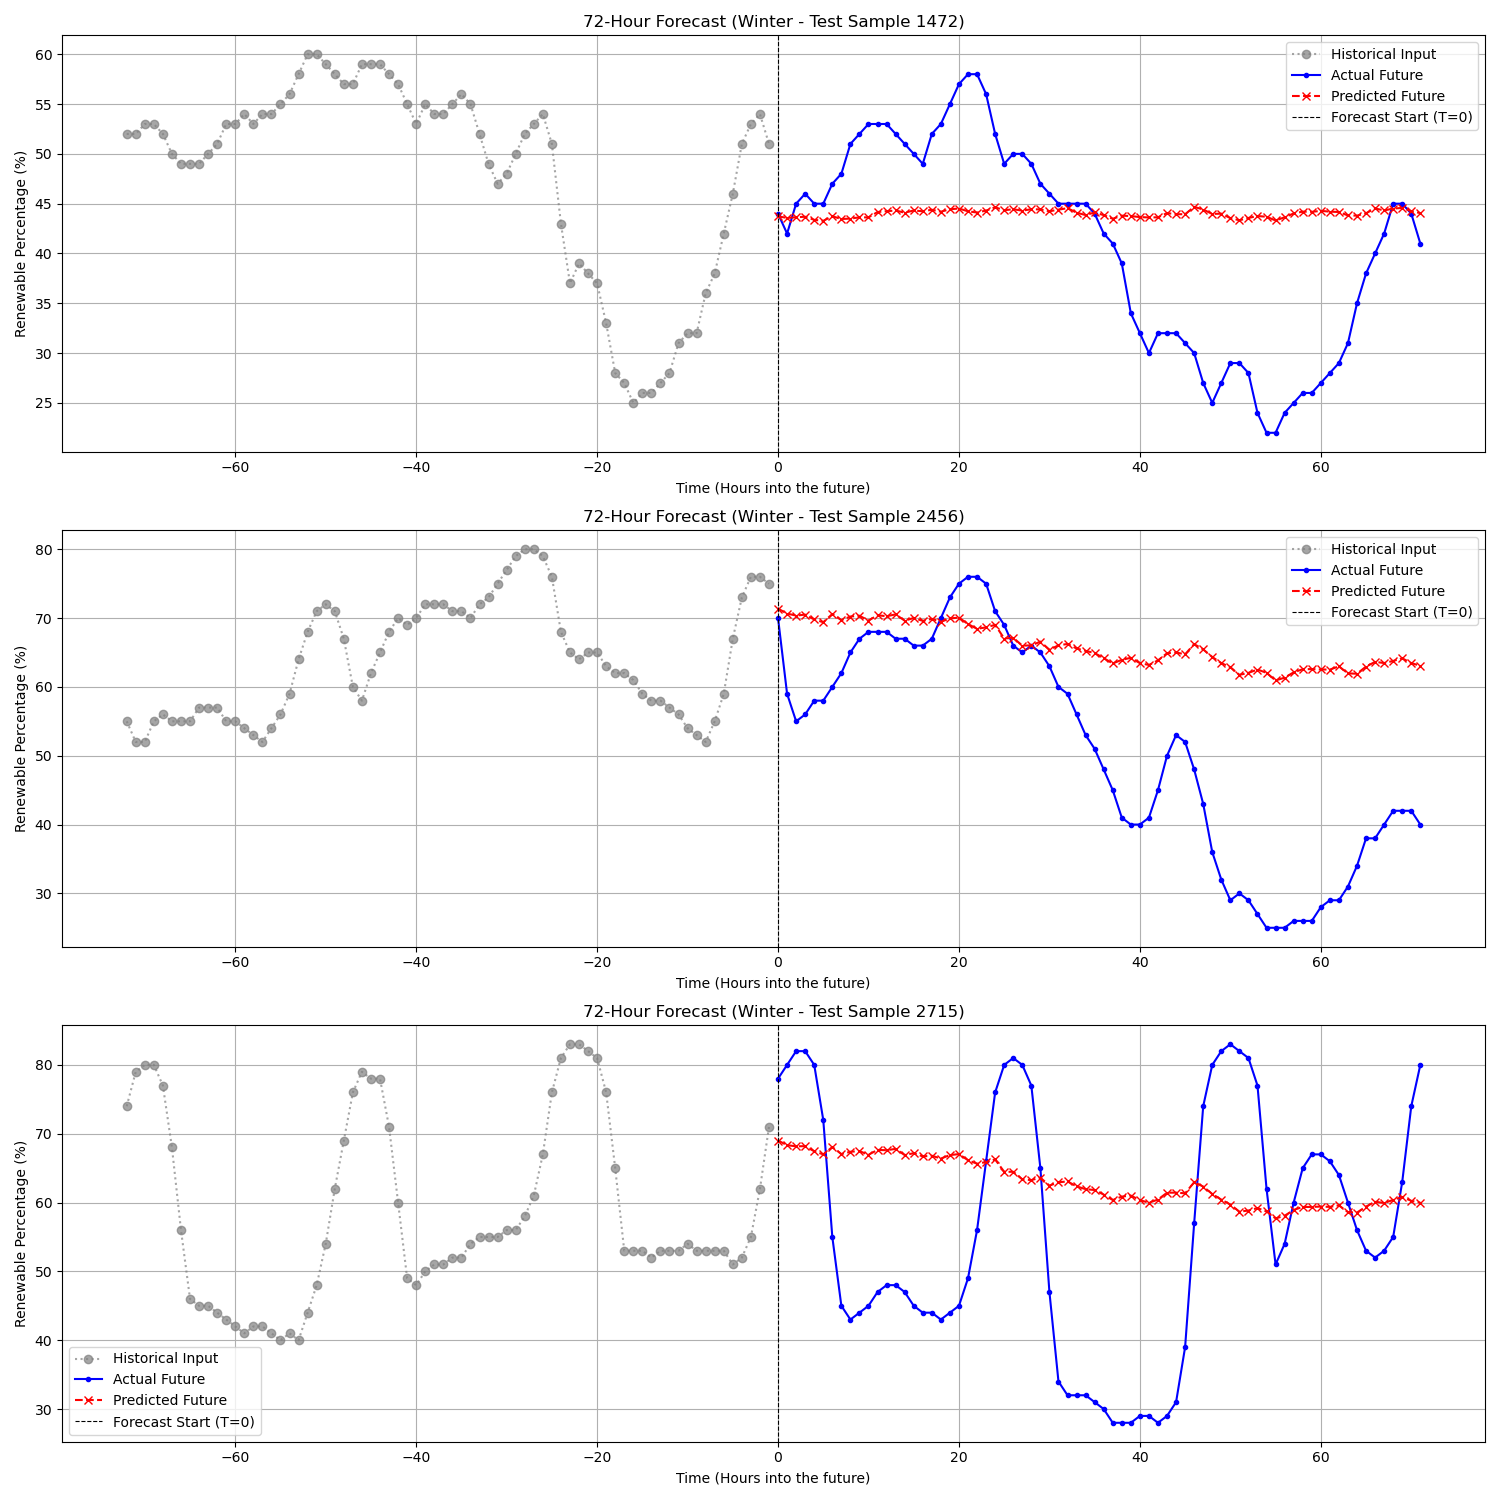 72-Hour Forecast (Winter - Test Sample 1472)
Renewable Percentage (%)
60
55
50
45
40
35
30
25
Historical Input
Actual Future
Predicted Future
Forecast Start (T=0)
−60 −40 −20 0 20 40 60
Time (Hours into the future)
72-Hour Forecast (Winter - Test Sample 2456)
Renewable Percentage (%)
80
70
60
50
40
30
Historical Input
Actual Future
Predicted Future
Forecast Start (T=0)
−60 −40 −20 0 20 40 60
Time (Hours into the future)
72-Hour Forecast (Winter - Test Sample 2715)
Renewable Percentage (%)
80
70
60
50
40
30
Historical Input
Actual Future
Predicted Future
Forecast Start (T=0)
−60 −40 −20 0 20 40 60
Time (Hours into the future)